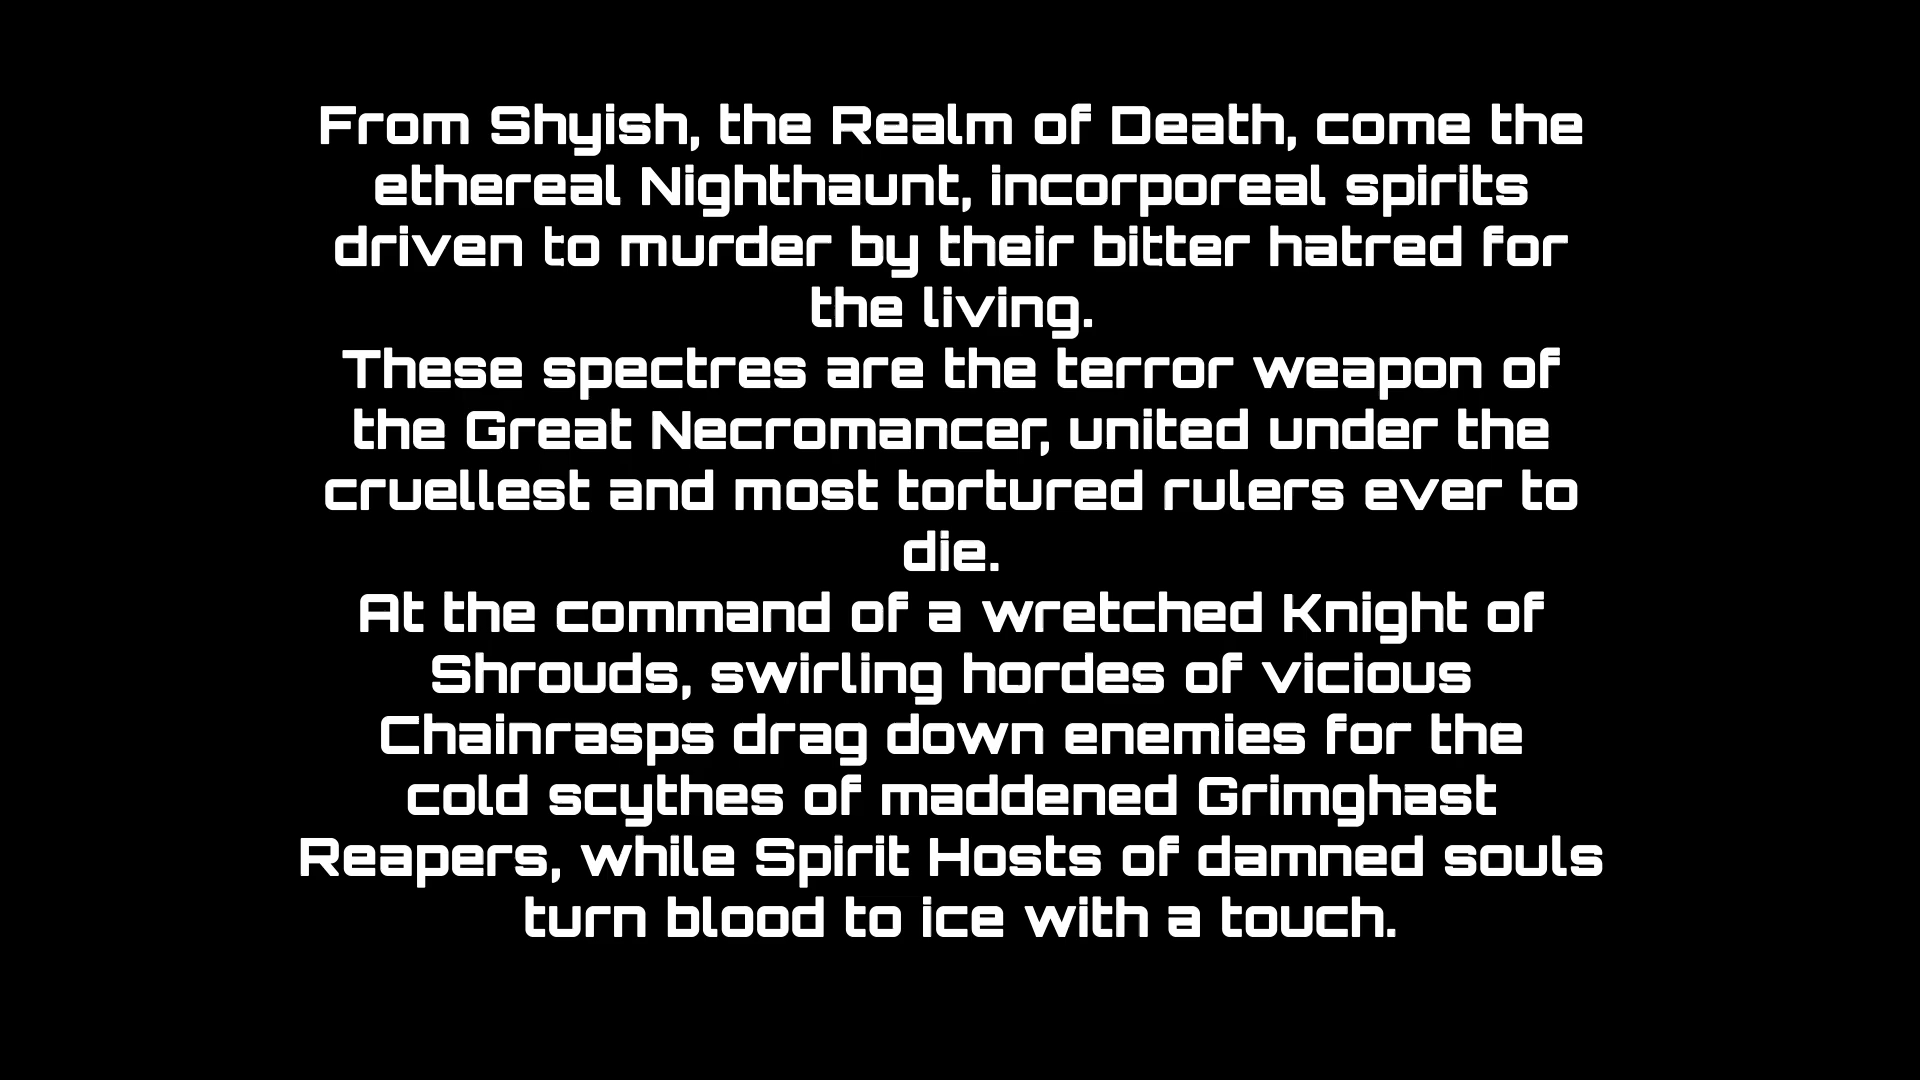 From Shyish, the Realm of Death, come the
ethereal Nighthaunt, incorporeal spirits
driven to murder by their bitter hatred for
the living.
These spectres are the terror weapon of
the Great Necromancer, united under the
cruellest and most tortured rulers ever to
die.
At the command of a wretched Knight of
Shrouds, swirling hordes of vicious
Chainrasps drag down enemies for the
cold scythes of maddened Grimghast
Reapers, while Spirit Hosts of damned souls
turn blood to ice with a touch.